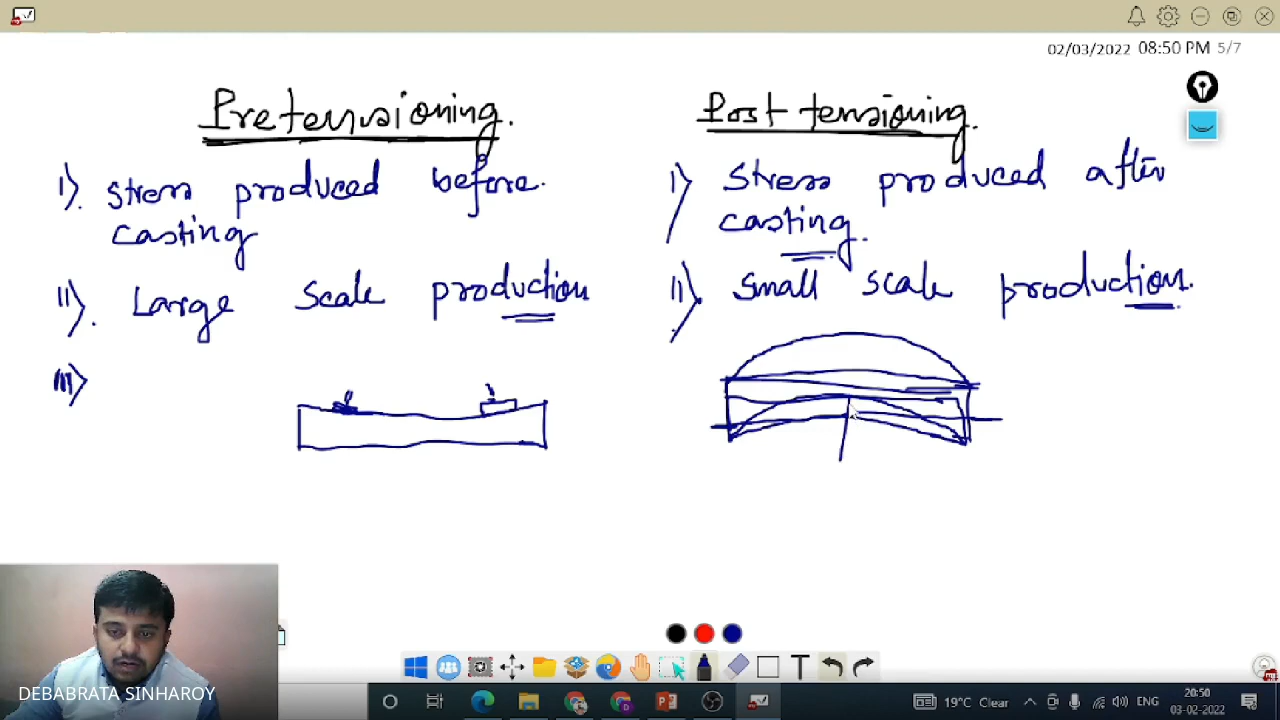 02/03/2022 08:50 PM 5/7
Pretensioning.
I). Stress produced before.
casting
II). Large scale production
III)
Post tensioning.
I) Stress produced after
casting.
II). Small scale production.
DEBABRATA SINHAROY
T
19°C Clear
ENG
20:50
03-02-2022